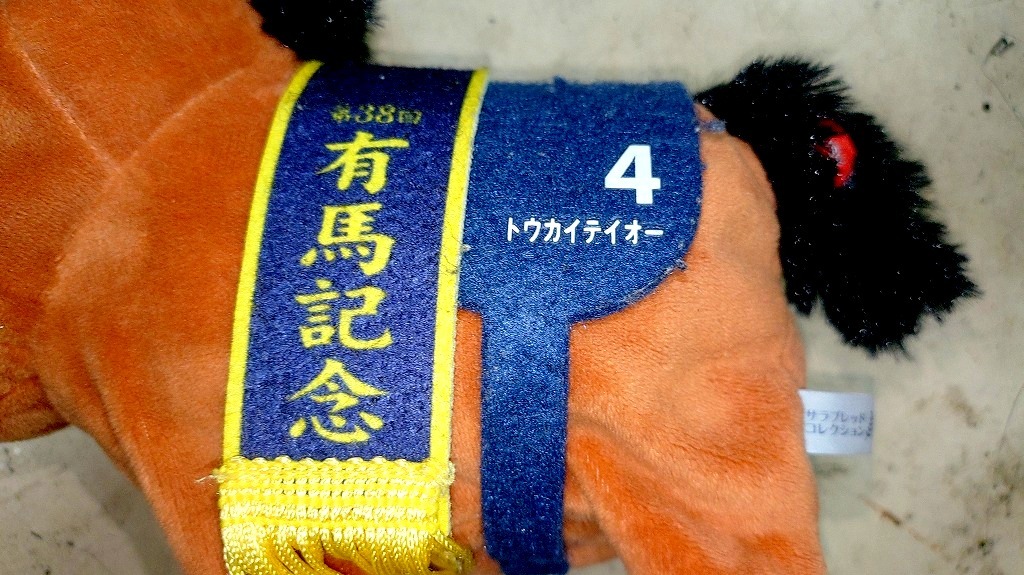 第38回
有馬記念
4
トウカイテイオー
サラブレッド
コレクション